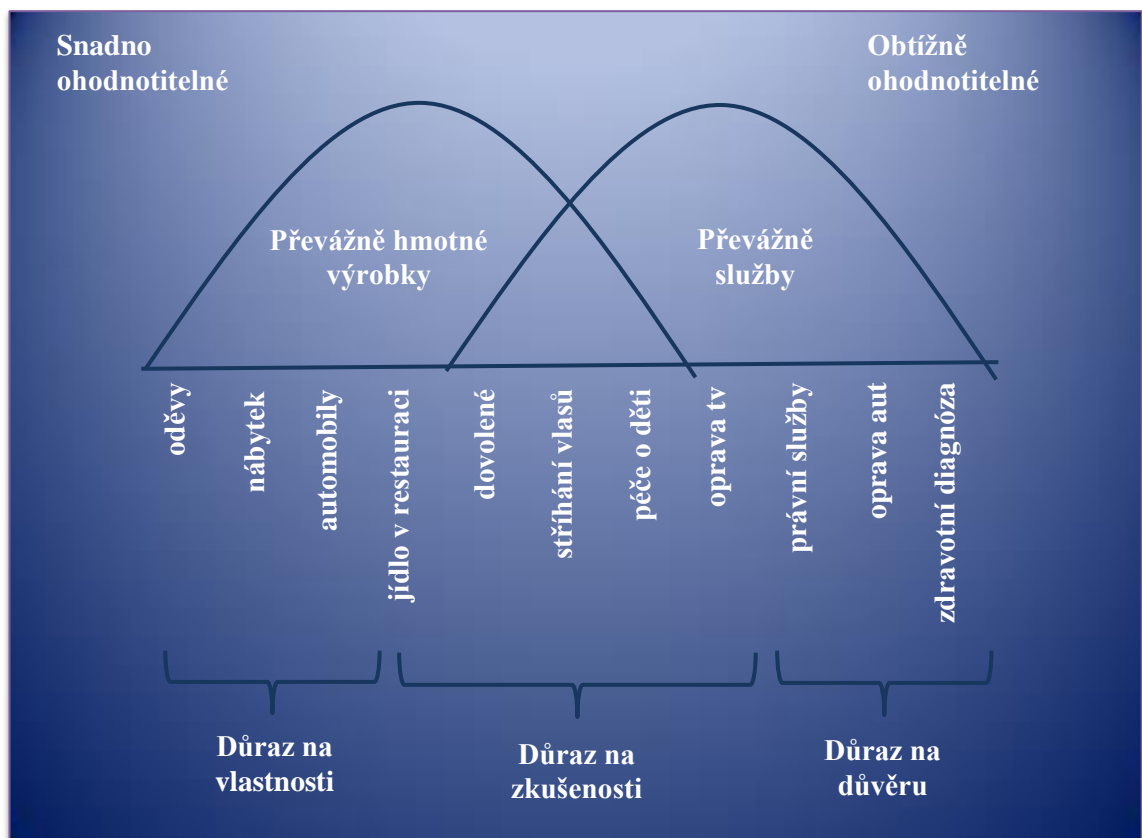 Snadno
ohodnotitelné
Obtížně
ohodnotitelné
Převážně hmotné
výrobky
Převážně
služby
oděvy
nábytek
automobily
jídlo v restauraci
dovolené
stříhání vlasů
péče o děti
oprava tv
právní služby
oprava aut
zdravotní diagnóza
Důraz na
vlastnosti
Důraz na
zkušenosti
Důraz na
důvěru